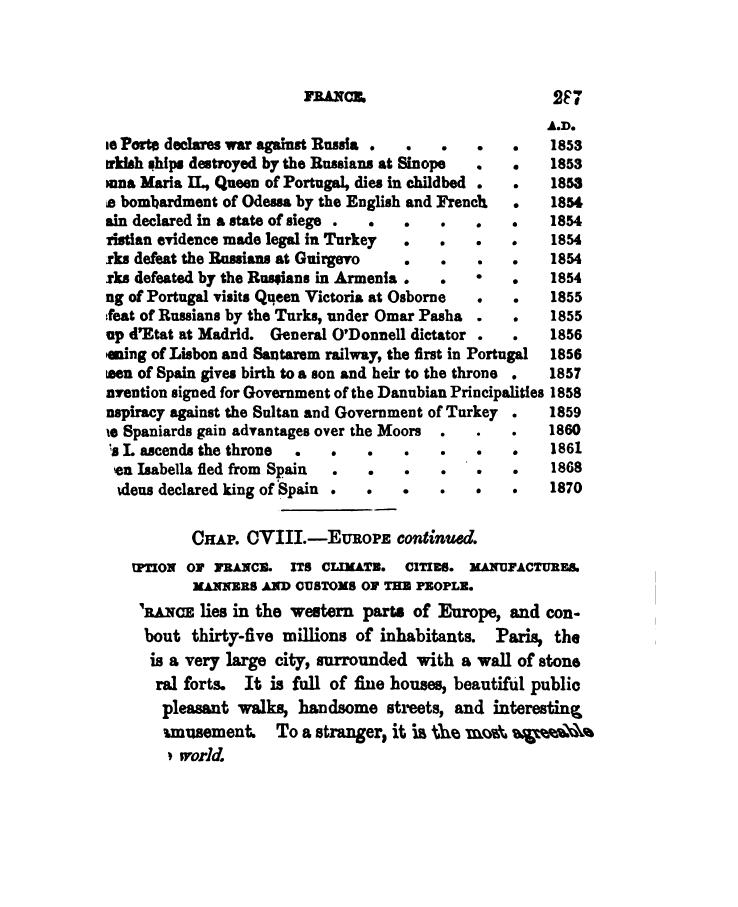 FRANCE. 287
A.D.
ie Porte declares war against Russia . . . . . 1853
rkish ships destroyed by the Russians at Sinope . . 1853
onna Maria II., Queen of Portugal, dies in childbed . . 1853
e bombardment of Odessa by the English and French . 1854
ain declared in a state of siege . . . . . . 1854
ristian evidence made legal in Turkey . . . . 1854
rks defeat the Russians at Guirgevo . . . . 1854
rks defeated by the Russians in Armenia . . . . 1854
ng of Portugal visits Queen Victoria at Osborne . . 1855
feat of Russians by the Turks, under Omar Pasha . . 1855
up d'Etat at Madrid. General O'Donnell dictator . . 1856
ening of Lisbon and Santarem railway, the first in Portugal 1856
ueen of Spain gives birth to a son and heir to the throne . 1857
nvention signed for Government of the Danubian Principalities 1858
nspiracy against the Sultan and Government of Turkey . 1859
ie Spaniards gain advantages over the Moors . . . 1860
's I. ascends the throne . . . . . . . 1861
en Isabella fled from Spain . . . . . . 1868
deus declared king of Spain . . . . . . 1870
CHAP. CVIII.—EUROPE continued.
IPTION OF FRANCE. ITS CLIMATE. CITIES. MANUFACTURES.
MANNERS AND CUSTOMS OF THE PEOPLE.
RANCE lies in the western parts of Europe, and con-
bout thirty-five millions of inhabitants. Paris, the
is a very large city, surrounded with a wall of stone
ral forts. It is full of fine houses, beautiful public
pleasant walks, handsome streets, and interesting
amusement. To a stranger, it is the most agreeable
world.